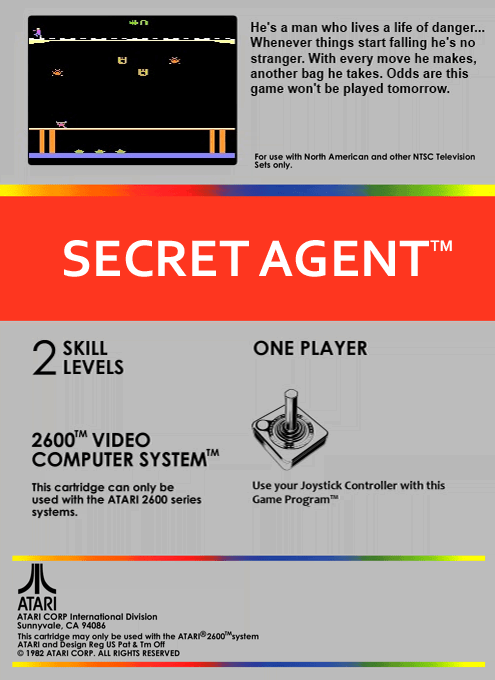 He's a man who lives a life of danger...
Whenever things start falling he's no
stranger. With every move he makes,
another bag he takes. Odds are this
game won't be played tomorrow.
For use with North American and other NTSC Television
Sets only.
SECRET AGENT™
2 SKILL
LEVELS
ONE PLAYER
2600™ VIDEO
COMPUTER SYSTEM™
This cartridge can only be
used with the ATARI 2600 series
systems.
Use your Joystick Controller with this
Game Program™
ATARI
ATARI CORP International Division
Sunnyvale, CA 94086
This cartridge may only be used with the ATARI®2600™system
ATARI and Design Reg US Pat & Tm Off
© 1982 ATARI CORP. ALL RIGHTS RESERVED